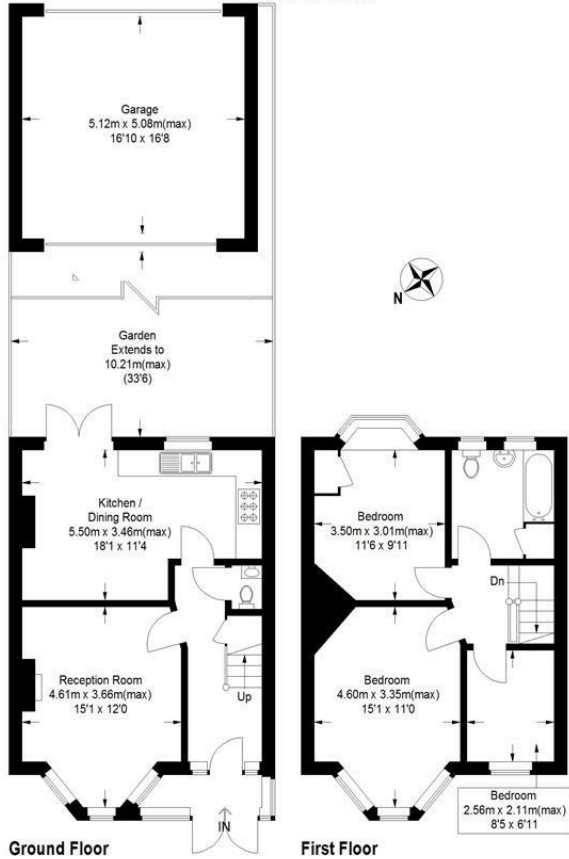 Garage
5.12m x 5.08m(max)
16'10 x 16'8
N
Garden
Extends to
10.21m(max)
(33'6)
Kitchen /
Dining Room
5.50m x 3.46m(max)
18'1 x 11'4
Bedroom
3.50m x 3.01m(max)
11'6 x 9'11
Dn
Reception Room
4.61m x 3.66m(max)
15'1 x 12'0
Up
Bedroom
4.60m x 3.35m(max)
15'1 x 11'0
Bedroom
2.56m x 2.11m(max)
8'5 x 6'11
IN
Ground Floor
First Floor